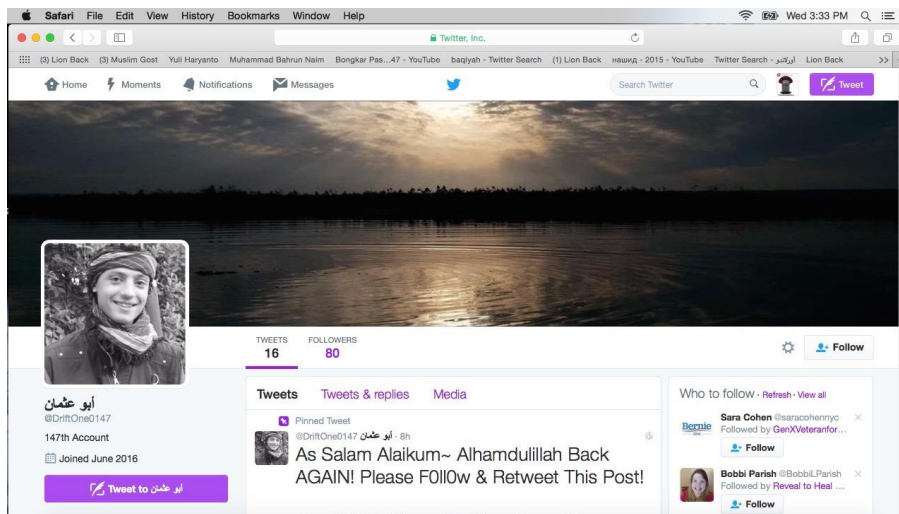 Safari File Edit View History Bookmarks Window Help Wed 3:33 PM
Twitter, Inc.
(3) Lion Back (3) Muslim Gost Yuli Haryanto Muhammad Bahrun Naim Bongkar Pas...47 - YouTube baqiyah - Twitter Search (1) Lion Back нашид - 2015 - YouTube Twitter Search - Lion Back >>
Home Moments Notifications Messages Search Twitter Tweet
TWEETS FOLLOWERS
16 80
Follow
أبو عثمان
@DriftOne0147
147th Account
Joined June 2016
Tweet to أبو عثمان
Tweets Tweets & replies Media
Pinned Tweet
@DriftOne0147 أبو عثمان · 8h
As Salam Alaikum~ Alhamdulillah Back
AGAIN! Please F0ll0w & Retweet This Post!
Who to follow · Refresh · View all
Bernie
Sara Cohen @saracohennyc
Followed by GenXVeteranfor...
Follow
Bobbi Parish @BobbiLParish
Followed by Reveal to Heal ...
Follow